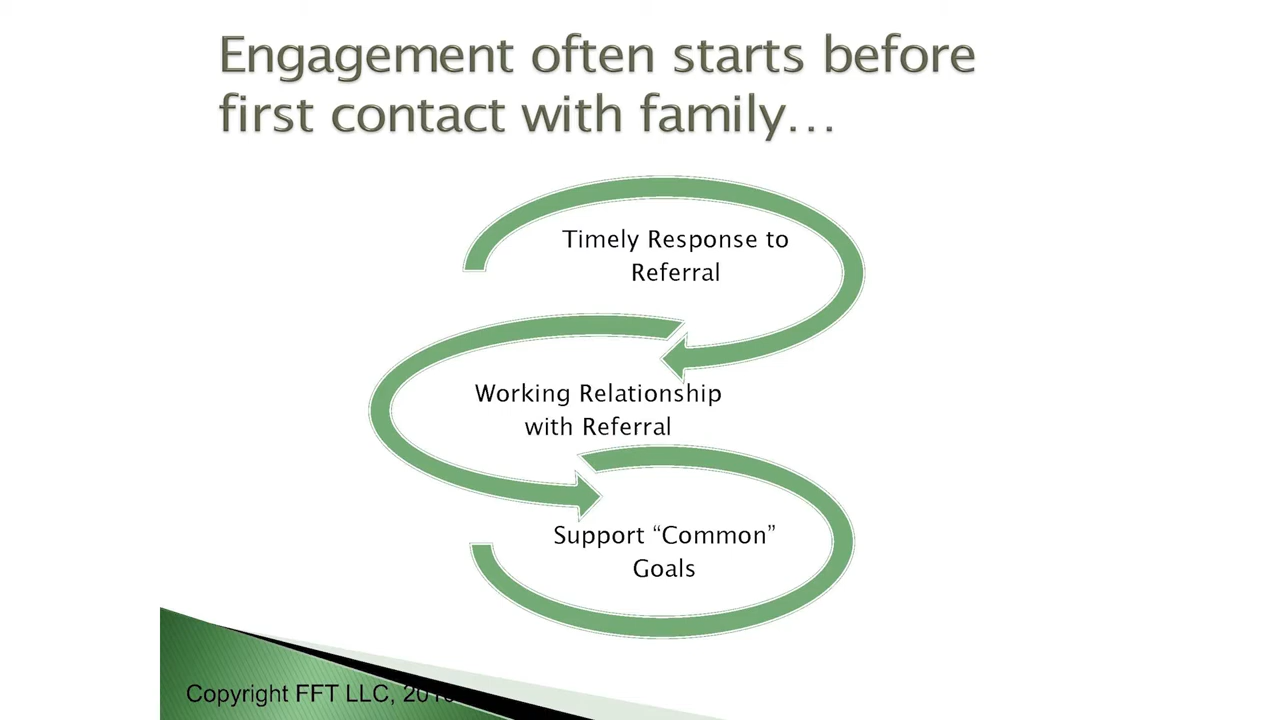 Engagement often starts before
first contact with family…
Timely Response to
Referral
Working Relationship
with Referral
Support “Common”
Goals
Copyright FFT LLC,